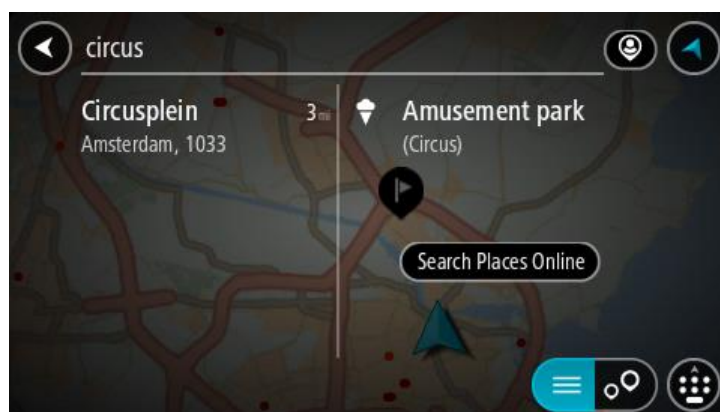 circus
Circusplein 3 mi
Amsterdam, 1033
Amusement park
(Circus)
Search Places Online